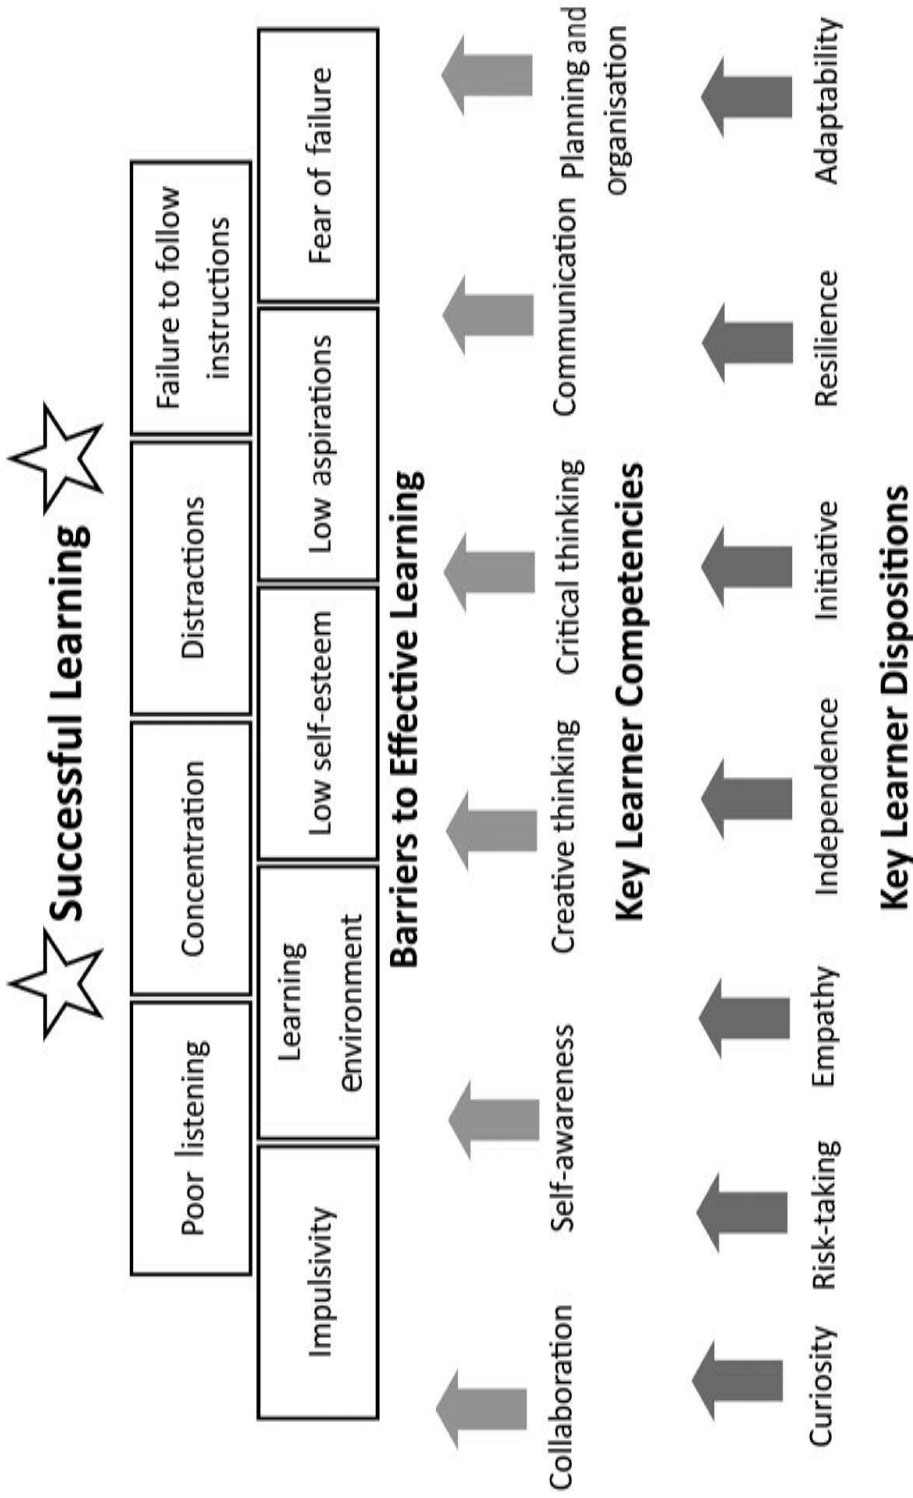 Successful Learning
Poor listening
Concentration
Distractions
Failure to follow
instructions
Impulsivity
Learning
environment
Low self-esteem
Low aspirations
Fear of failure
Barriers to Effective Learning
Collaboration
Self-awareness
Creative thinking
Critical thinking
Communication
Planning and
organisation
Key Learner Competencies
Curiosity
Risk-taking
Empathy
Independence
Initiative
Resilience
Adaptability
Key Learner Dispositions